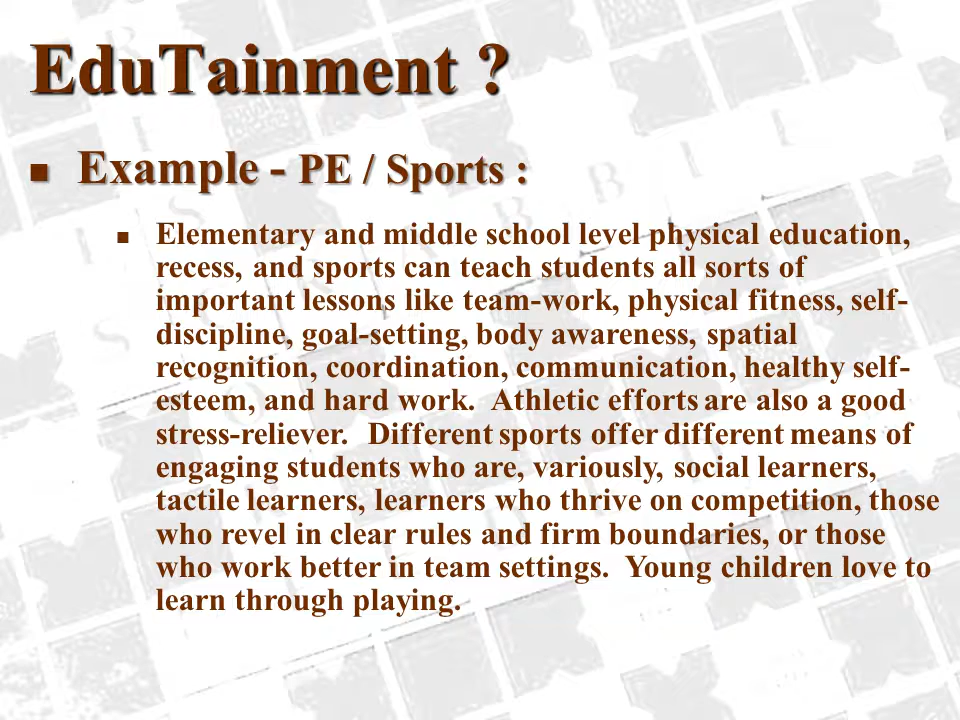 EduTainment ?
Example - PE / Sports :
Elementary and middle school level physical education,
recess, and sports can teach students all sorts of
important lessons like team-work, physical fitness, self-
discipline, goal-setting, body awareness, spatial
recognition, coordination, communication, healthy self-
esteem, and hard work.  Athletic efforts are also a good
stress-reliever.  Different sports offer different means of
engaging students who are, variously, social learners,
tactile learners, learners who thrive on competition, those
who revel in clear rules and firm boundaries, or those
who work better in team settings.  Young children love to
learn through playing.